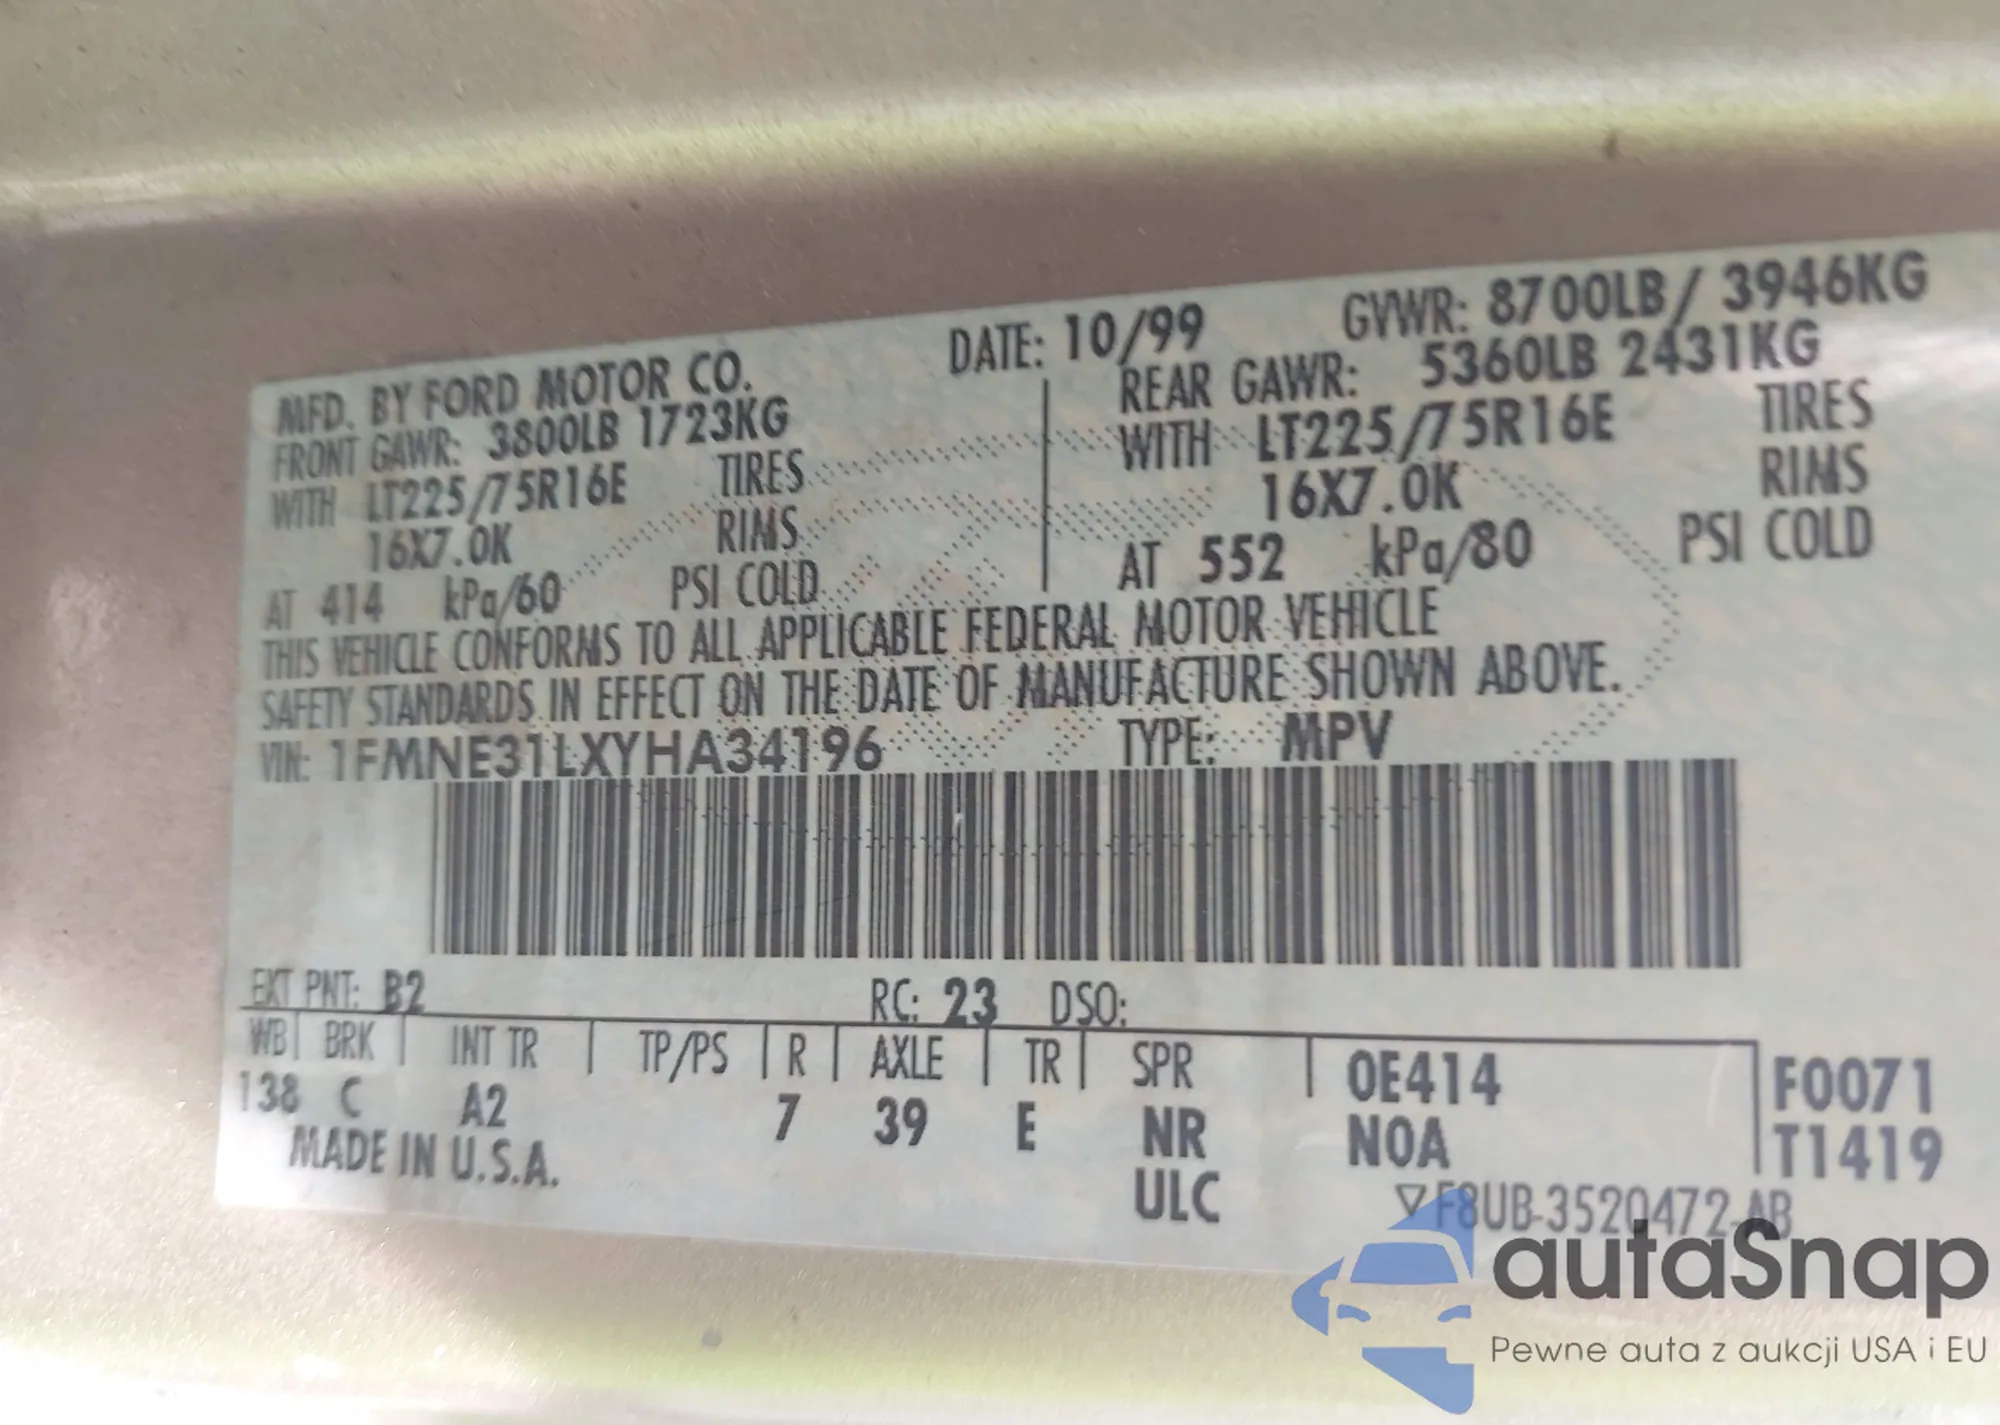 MFD. BY FORD MOTOR CO. DATE: 10/99 GVWR: 8700LB/ 3946KG
FRONT GAWR: 3800LB 1723KG REAR GAWR: 5360LB 2431KG
WITH LT225/75R16E TIRES WITH LT225/75R16E TIRES
16X7.0K RIMS 16X7.0K RIMS
AT 414 kPa/60 PSI COLD AT 552 kPa/80 PSI COLD
THIS VEHICLE CONFORMS TO ALL APPLICABLE FEDERAL MOTOR VEHICLE
SAFETY STANDARDS IN EFFECT ON THE DATE OF MANUFACTURE SHOWN ABOVE.
VIN: 1FMNE31LXYHA34196 TYPE: MPV
EXT PNT: B2 RC: 23 DSO:
WB BRK INT TR TP/PS R AXLE TR SPR 0E414 F0071
138 C A2 7 39 E NR N0A T1419
MADE IN U.S.A. ULC ▽F8UB-3520472-AB
autaSnap
Pewne auta z aukcji USA i EU